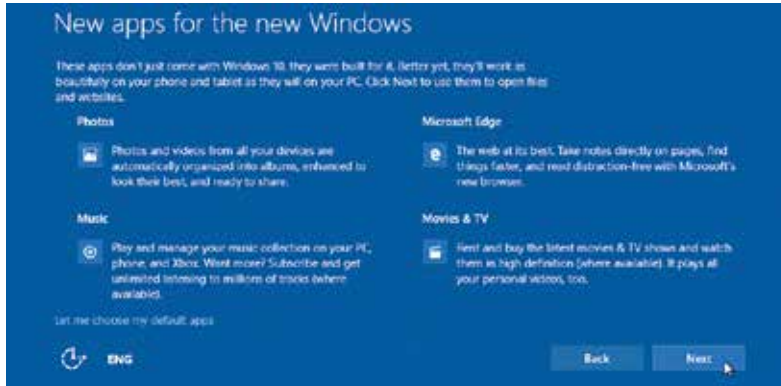 New apps for the new Windows
These apps don't just come with Windows 10, they were built for it. Better yet, they'll work as
beautifully on your phone and tablet as they will on your PC. Click Next to use them to open files
and websites.
Photos
Photos and videos from all your devices are
automatically organized into albums, enhanced to
look their best, and ready to share.
Microsoft Edge
The web at its best. Take notes directly on pages, find
things faster, and read distraction-free with Microsoft's
new browser.
Music
Play and manage your music collection on your PC,
phone, and Xbox. Want more? Subscribe and get
unlimited listening to millions of tracks (where
available).
Movies & TV
Rent and buy the latest movies & TV shows and watch
them in high definition (where available). It plays all
your personal videos, too.
Let me choose my default apps
ENG
Back
Next